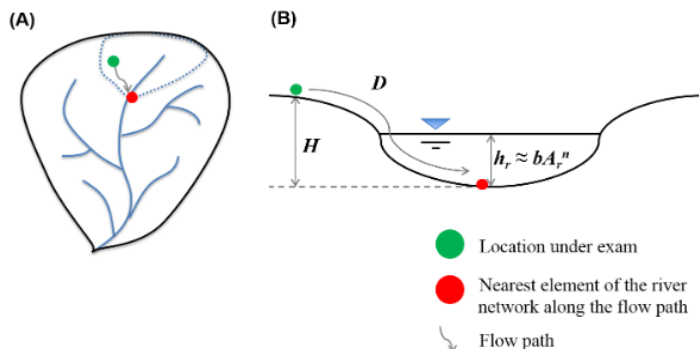 (A)
(B)
D
H
hᵣ ≈ bAᵣⁿ
Location under exam
Nearest element of the river
network along the flow path
Flow path